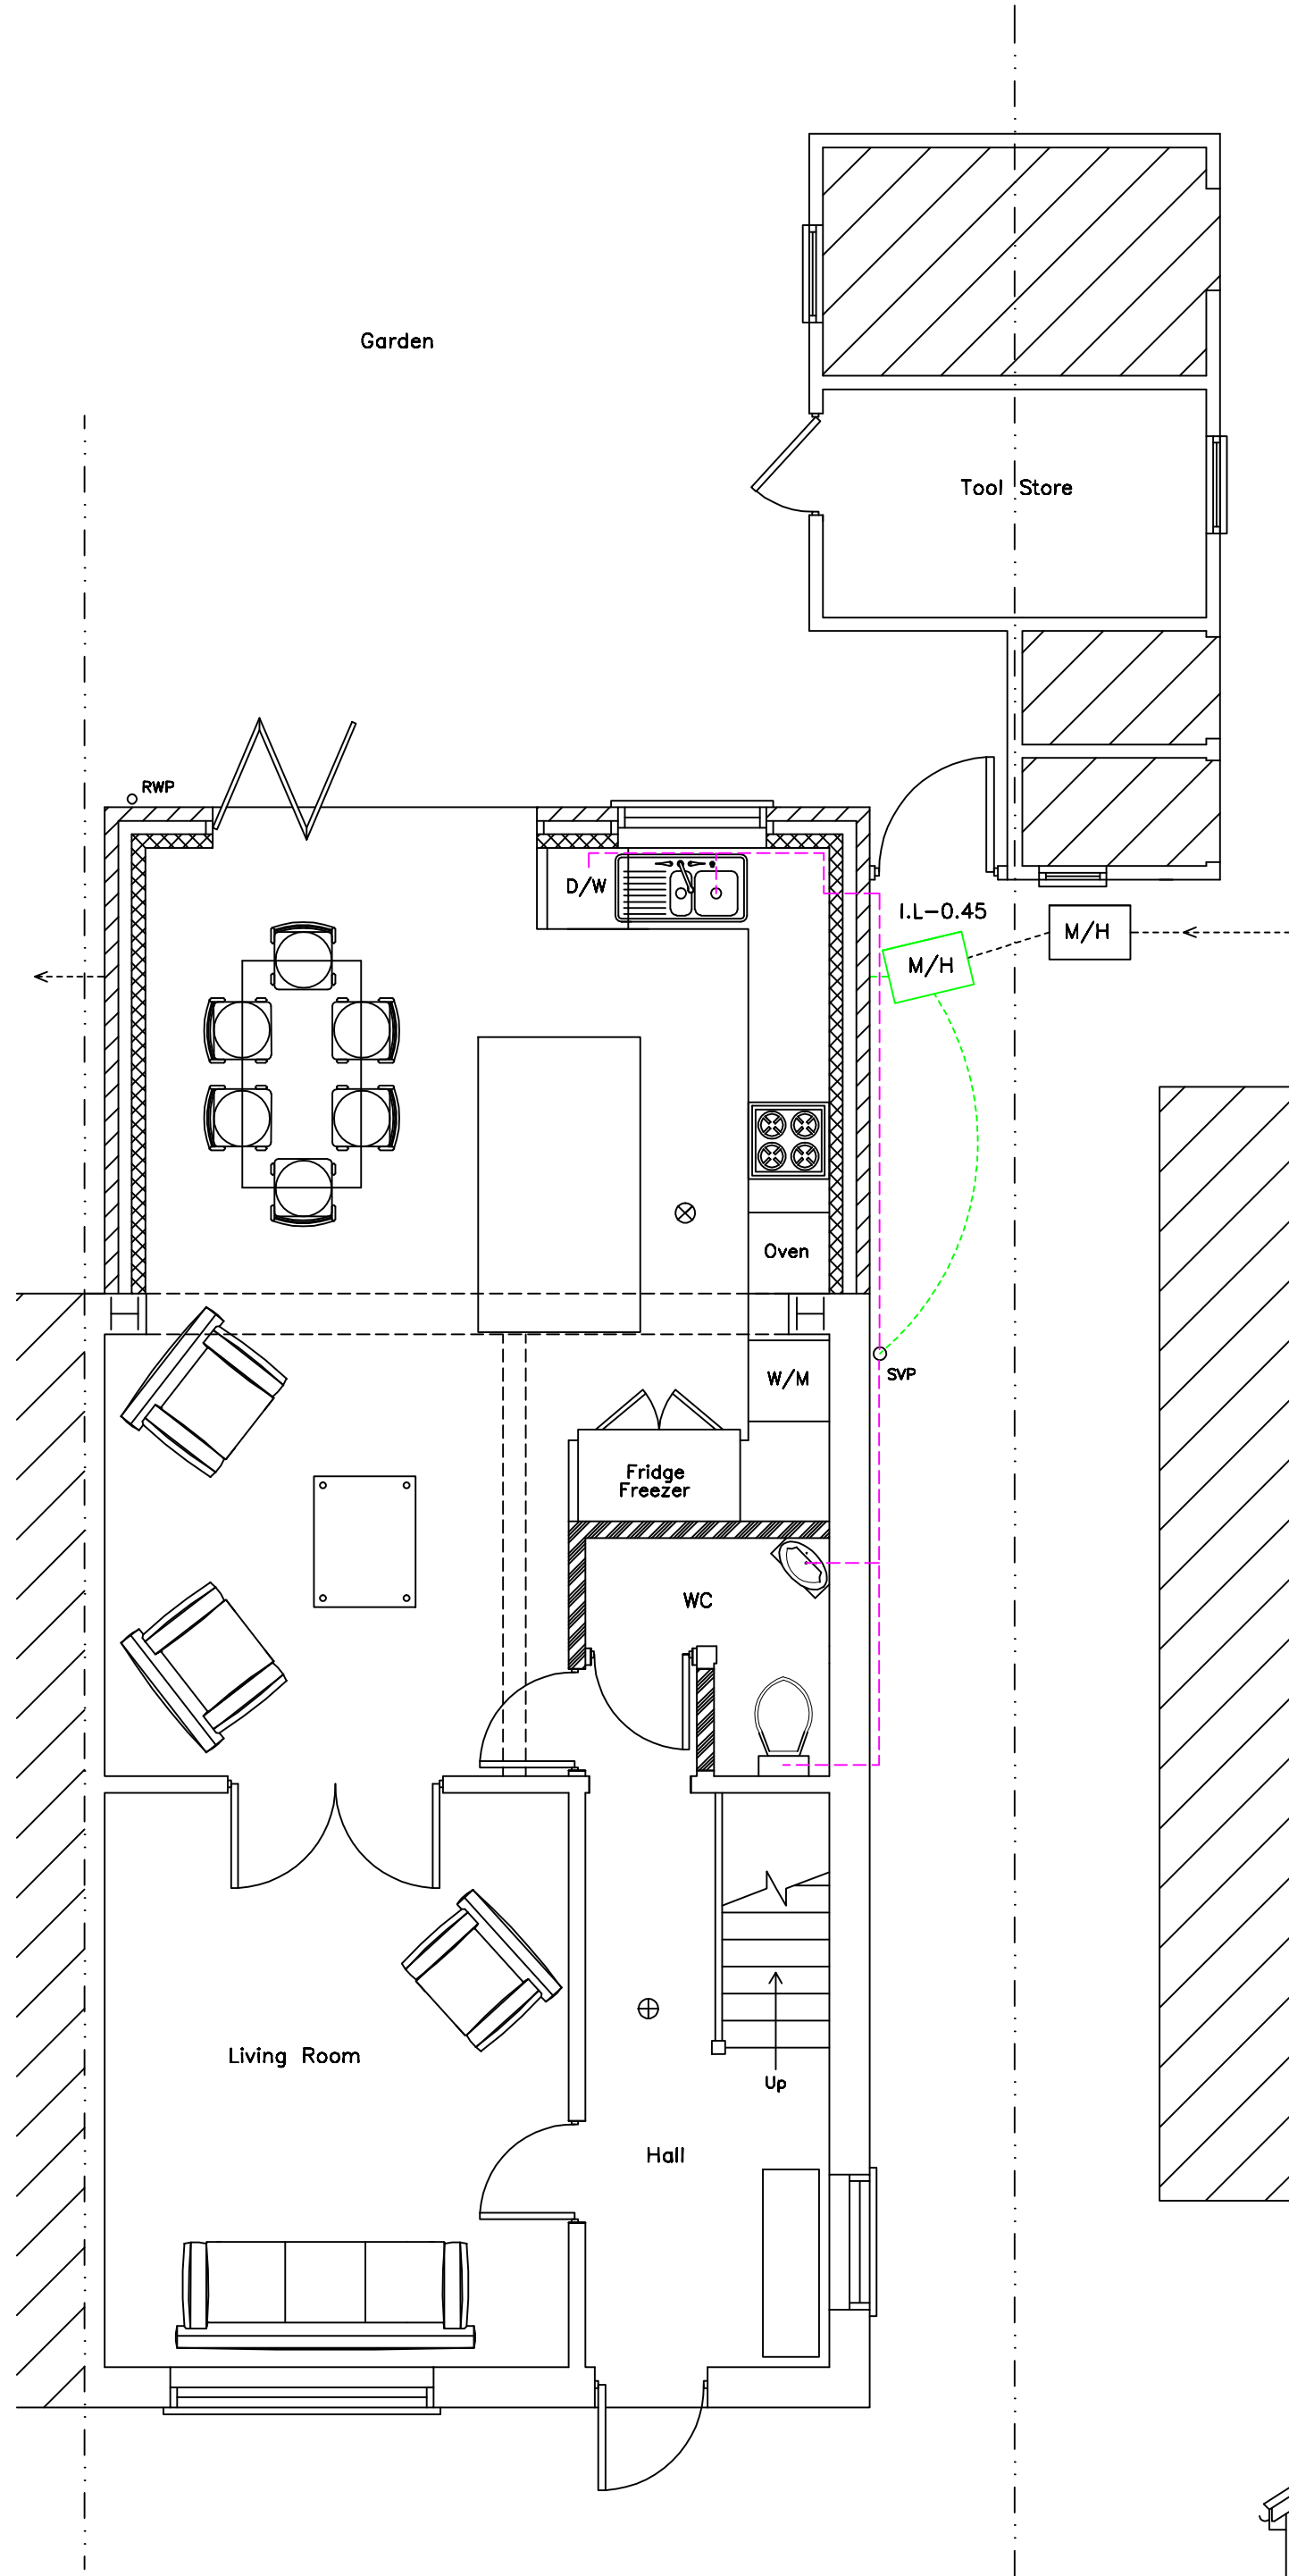 Garden
Tool Store
RWP
D/W
I.L-0.45
M/H
M/H
Oven
W/M
SVP
Fridge
Freezer
WC
Living Room
Up
Hall